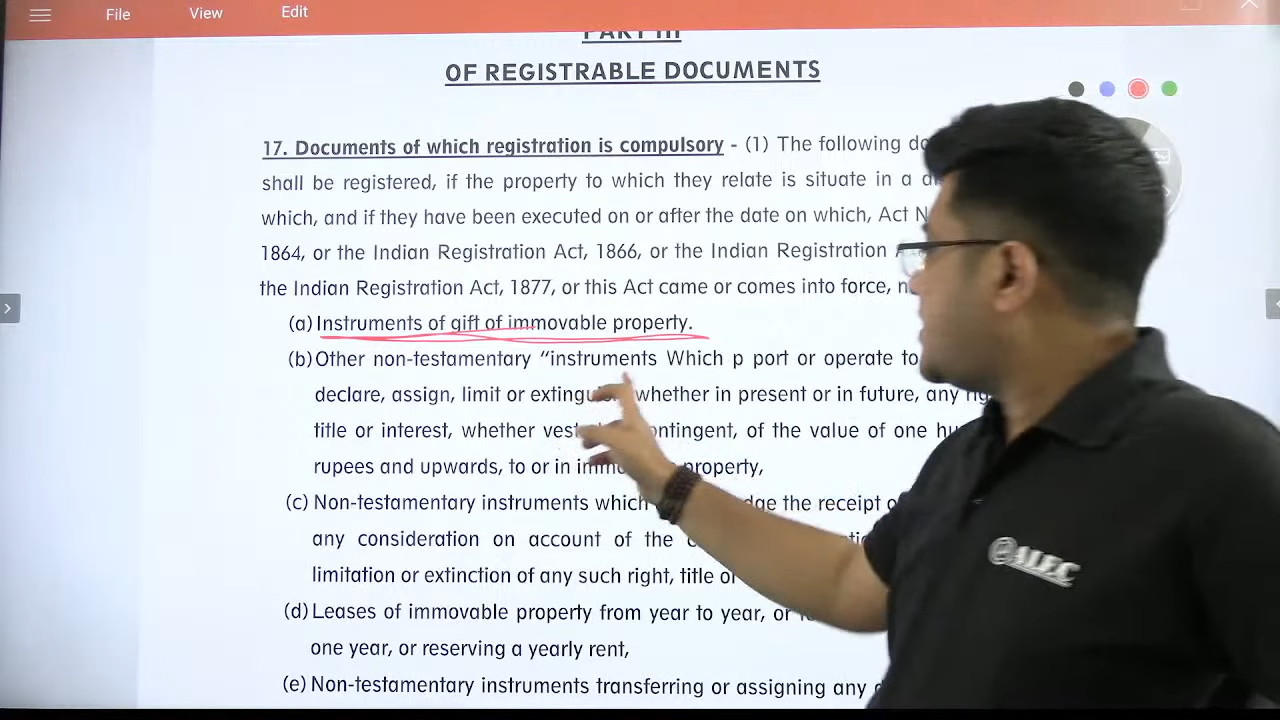 File View Edit
PART III
OF REGISTRABLE DOCUMENTS
17. Documents of which registration is compulsory - (1) The following
shall be registered, if the property to which they relate is situate in a
which, and if they have been executed on or after the date on which, Act
1864, or the Indian Registration Act, 1866, or the Indian Registration
the Indian Registration Act, 1877, or this Act came or comes into force,
(a) Instruments of gift of immovable property.
(b) Other non-testamentary “instruments Which p port or operate to
declare, assign, limit or whether in present or in future, any
title or interest, whether of the value of one
rupees and upwards, to or in property,
(c) Non-testamentary instruments which the receipt
any consideration on account of the
limitation or extinction of any such right, title
(d) Leases of immovable property from year to year, or
one year, or reserving a yearly rent,
(e) Non-testamentary instruments transferring or assigning any
ALEC